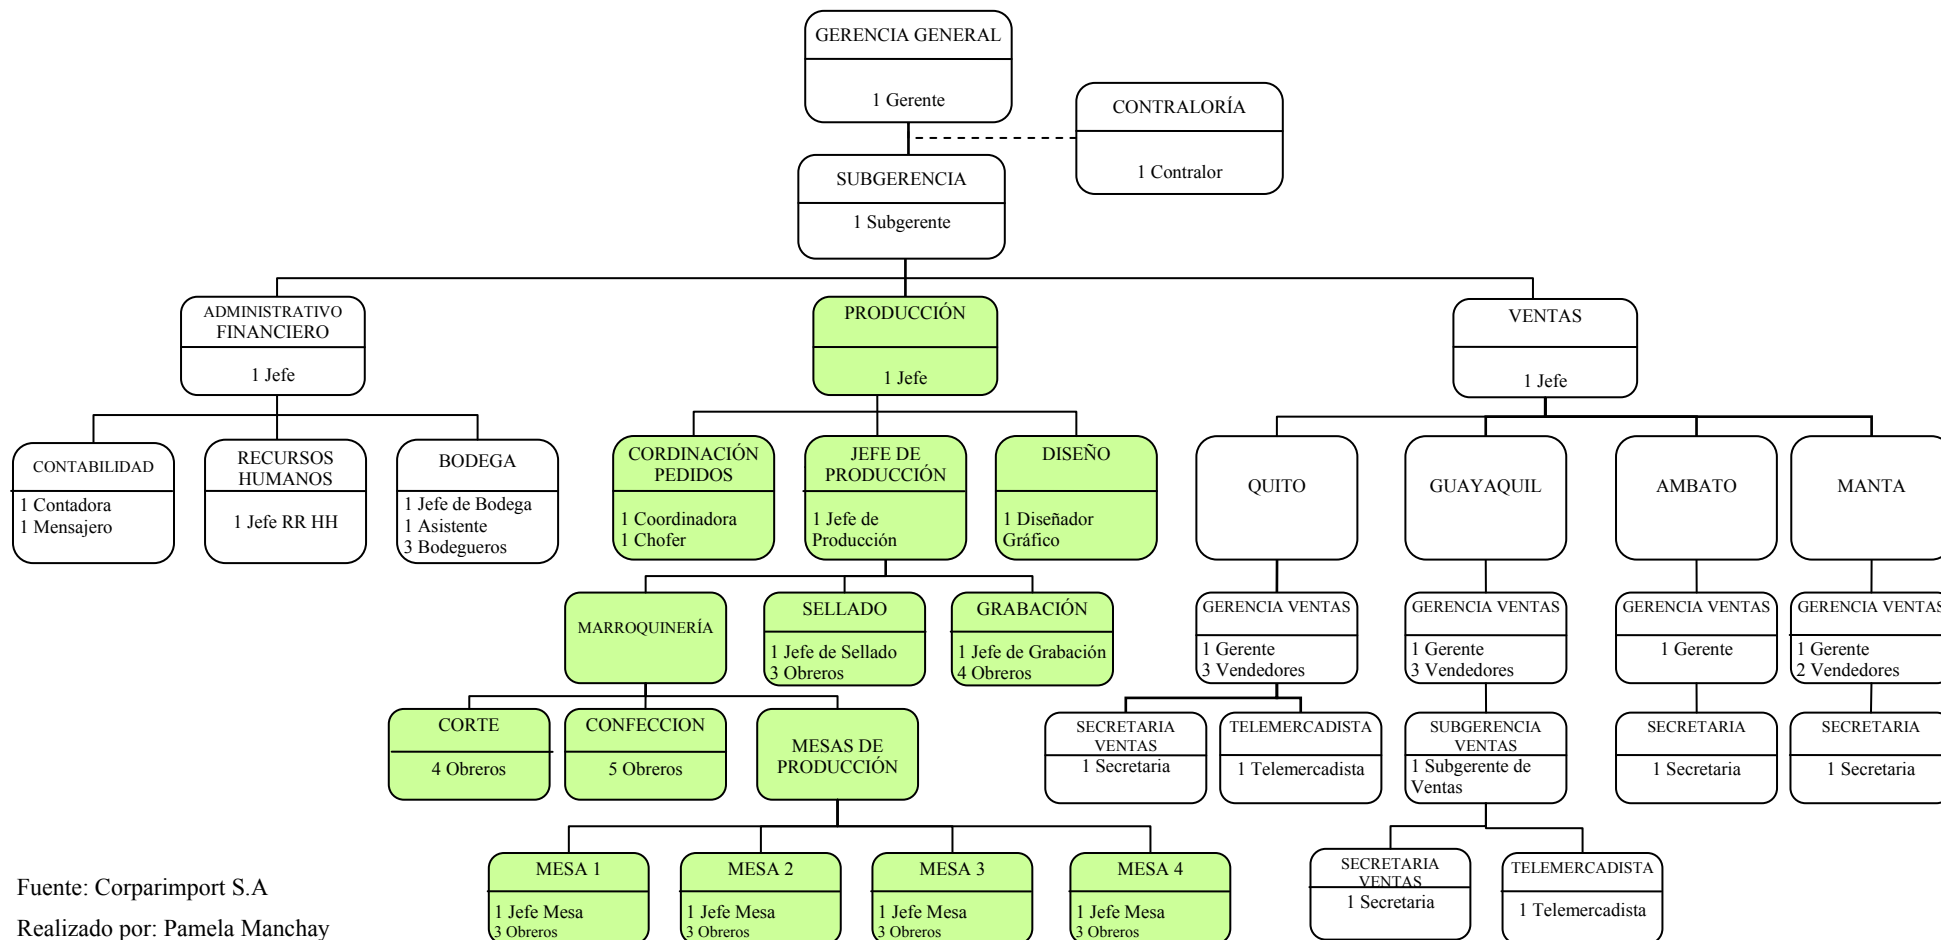 GERENCIA GENERAL
1 Gerente
CONTRALORÍA
1 Contralor
SUBGERENCIA
1 Subgerente
ADMINISTRATIVO
FINANCIERO
1 Jefe
PRODUCCIÓN
1 Jefe
VENTAS
1 Jefe
CONTABILIDAD
1 Contadora
1 Mensajero
RECURSOS
HUMANOS
1 Jefe RR HH
BODEGA
1 Jefe de Bodega
1 Asistente
3 Bodegueros
CORDINACIÓN
PEDIDOS
1 Coordinadora
1 Chofer
JEFE DE
PRODUCCIÓN
1 Jefe de
Producción
DISEÑO
1 Diseñador
Gráfico
QUITO
GUAYAQUIL
AMBATO
MANTA
MARROQUINERÍA
SELLADO
1 Jefe de Sellado
3 Obreros
GRABACIÓN
1 Jefe de Grabación
4 Obreros
GERENCIA VENTAS
1 Gerente
3 Vendedores
GERENCIA VENTAS
1 Gerente
3 Vendedores
GERENCIA VENTAS
1 Gerente
GERENCIA VENTAS
1 Gerente
2 Vendedores
CORTE
4 Obreros
CONFECCION
5 Obreros
MESAS DE
PRODUCCIÓN
SECRETARIA
VENTAS
1 Secretaria
TELEMERCADISTA
1 Telemercadista
SUBGERENCIA
VENTAS
1 Subgerente de
Ventas
SECRETARIA
1 Secretaria
SECRETARIA
1 Secretaria
MESA 1
1 Jefe Mesa
3 Obreros
MESA 2
1 Jefe Mesa
3 Obreros
MESA 3
1 Jefe Mesa
3 Obreros
MESA 4
1 Jefe Mesa
3 Obreros
SECRETARIA
VENTAS
1 Secretaria
TELEMERCADISTA
1 Telemercadista
Fuente: Corparimport S.A
Realizado por: Pamela Manchay